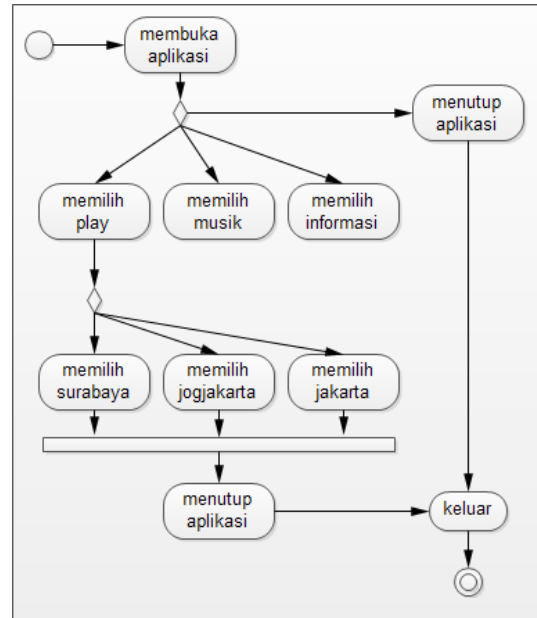 membuka
aplikasi
menutup
aplikasi
memilih
play
memilih
musik
memilih
informasi
memilih
surabaya
memilih
jogjakarta
memilih
jakarta
menutup
aplikasi
keluar